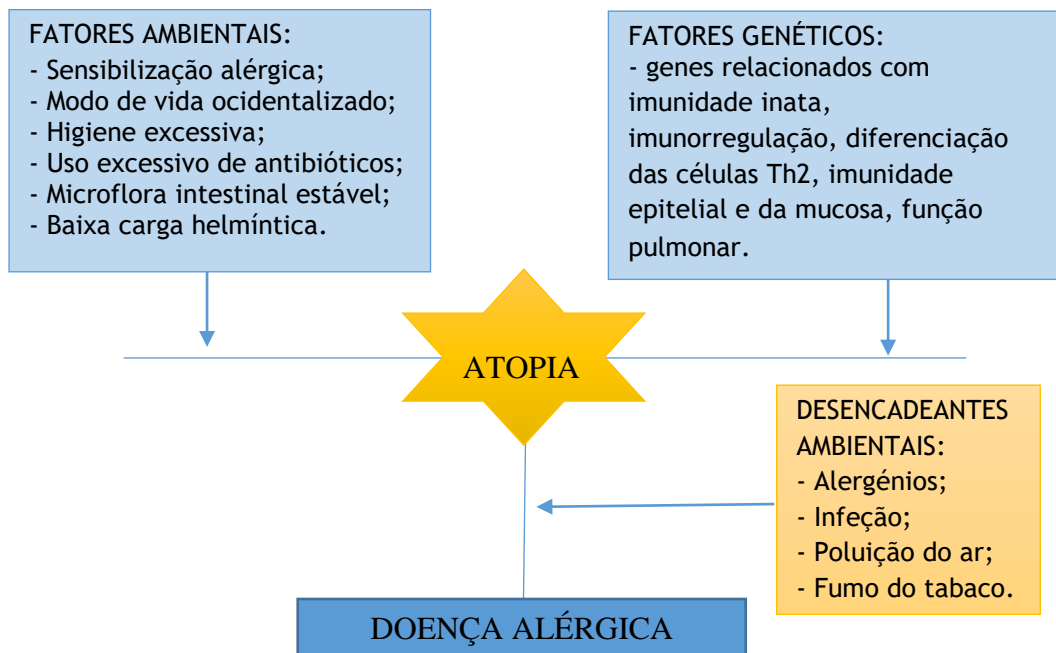 FATORES AMBIENTAIS:
- Sensibilização alérgica;
- Modo de vida ocidentalizado;
- Higiene excessiva;
- Uso excessivo de antibióticos;
- Microflora intestinal estável;
- Baixa carga helmíntica.
FATORES GENÉTICOS:
- genes relacionados com
imunidade inata,
imunorregulação, diferenciação
das células Th2, imunidade
epitelial e da mucosa, função
pulmonar.
ATOPIA
DESENCADEANTES
AMBIENTAIS:
- Alergénios;
- Infeção;
- Poluição do ar;
- Fumo do tabaco.
DOENÇA ALÉRGICA